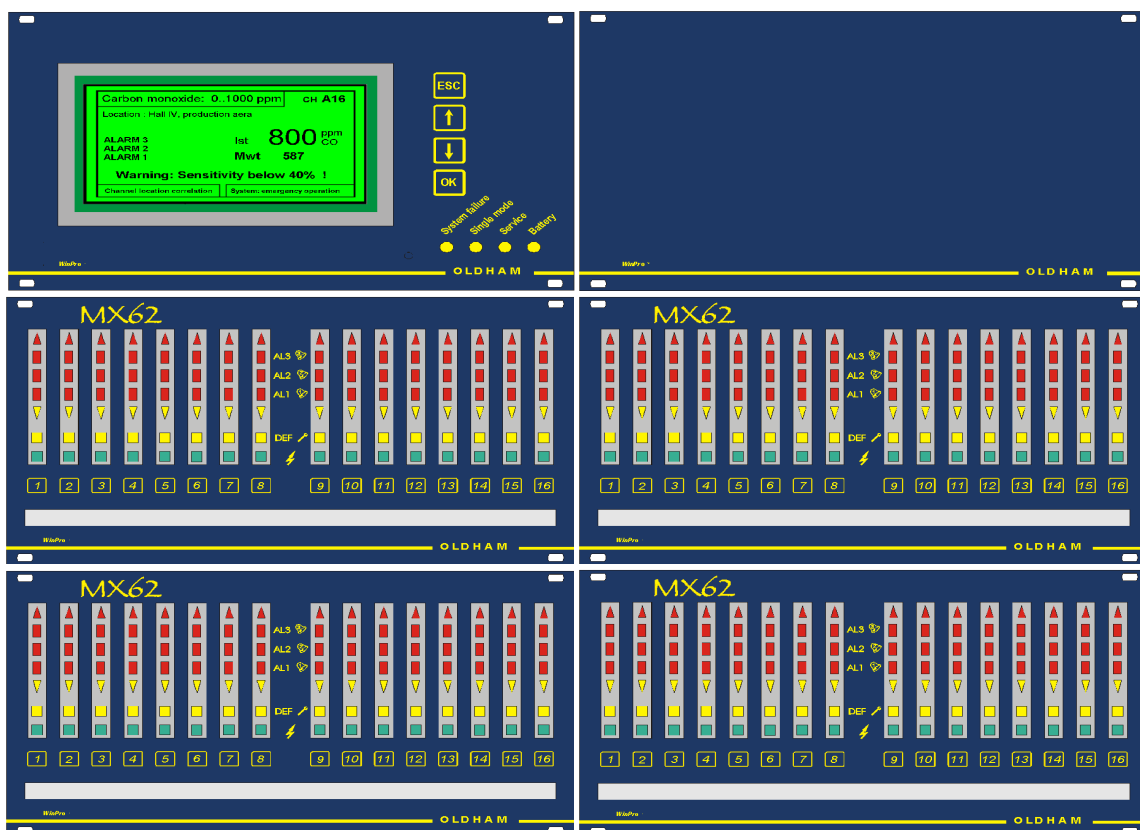 Carbon monoxide: 0..1000 ppm CH A16
Location : Hall IV, production aera
ALARM 3
ALARM 2
ALARM 1
Ist 800 ppm CO
Mwt 587
Warning: Sensitivity below 40% !
Channel location correlation System: emergancy operation
ESC
OK
System failure
Single mode
Service
Battery
WinPro
OLDHAM
WinPro
OLDHAM
MX62
AL3
AL2
AL1
DEF
1 2 3 4 5 6 7 8 9 10 11 12 13 14 15 16
WinPro
OLDHAM
MX62
AL3
AL2
AL1
DEF
1 2 3 4 5 6 7 8 9 10 11 12 13 14 15 16
WinPro
OLDHAM
MX62
AL3
AL2
AL1
DEF
1 2 3 4 5 6 7 8 9 10 11 12 13 14 15 16
WinPro
OLDHAM
MX62
AL3
AL2
AL1
DEF
1 2 3 4 5 6 7 8 9 10 11 12 13 14 15 16
WinPro
OLDHAM